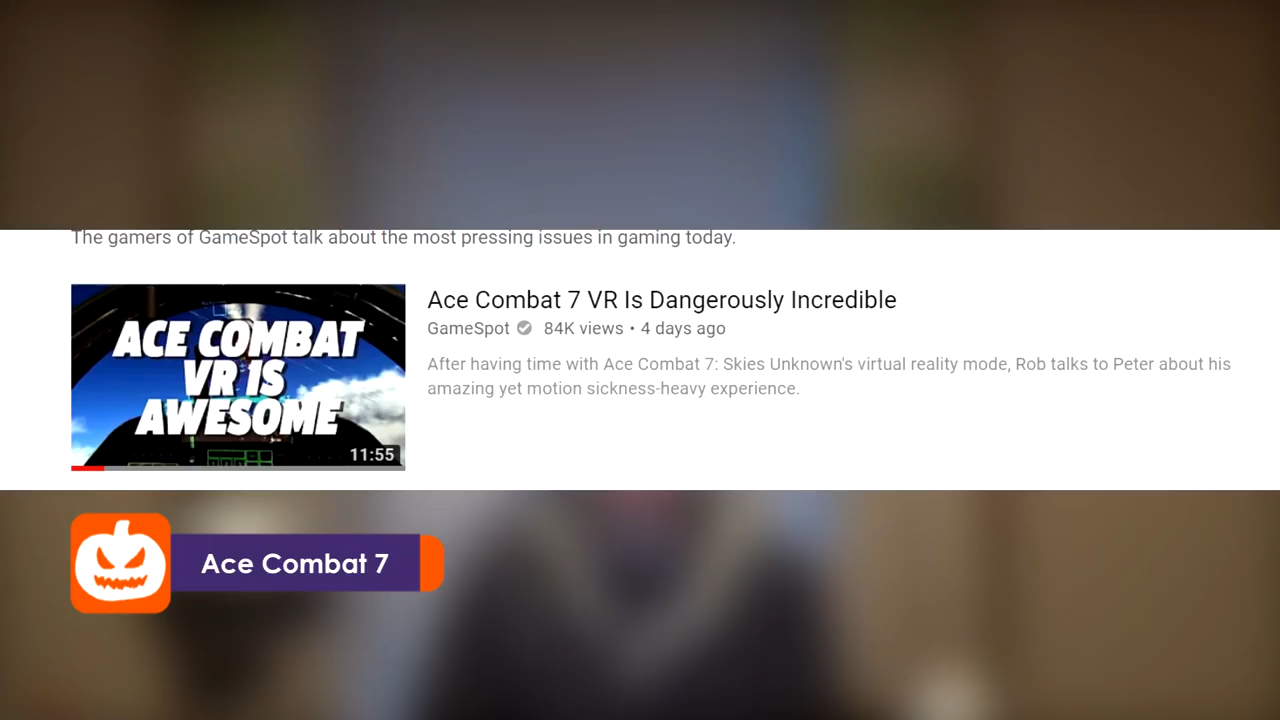 The gamers of GameSpot talk about the most pressing issues in gaming today.
ACE COMBAT
VR IS
AWESOME
11:55
Ace Combat 7 VR Is Dangerously Incredible
GameSpot 84K views • 4 days ago
After having time with Ace Combat 7: Skies Unknown's virtual reality mode, Rob talks to Peter about his
amazing yet motion sickness-heavy experience.
Ace Combat 7